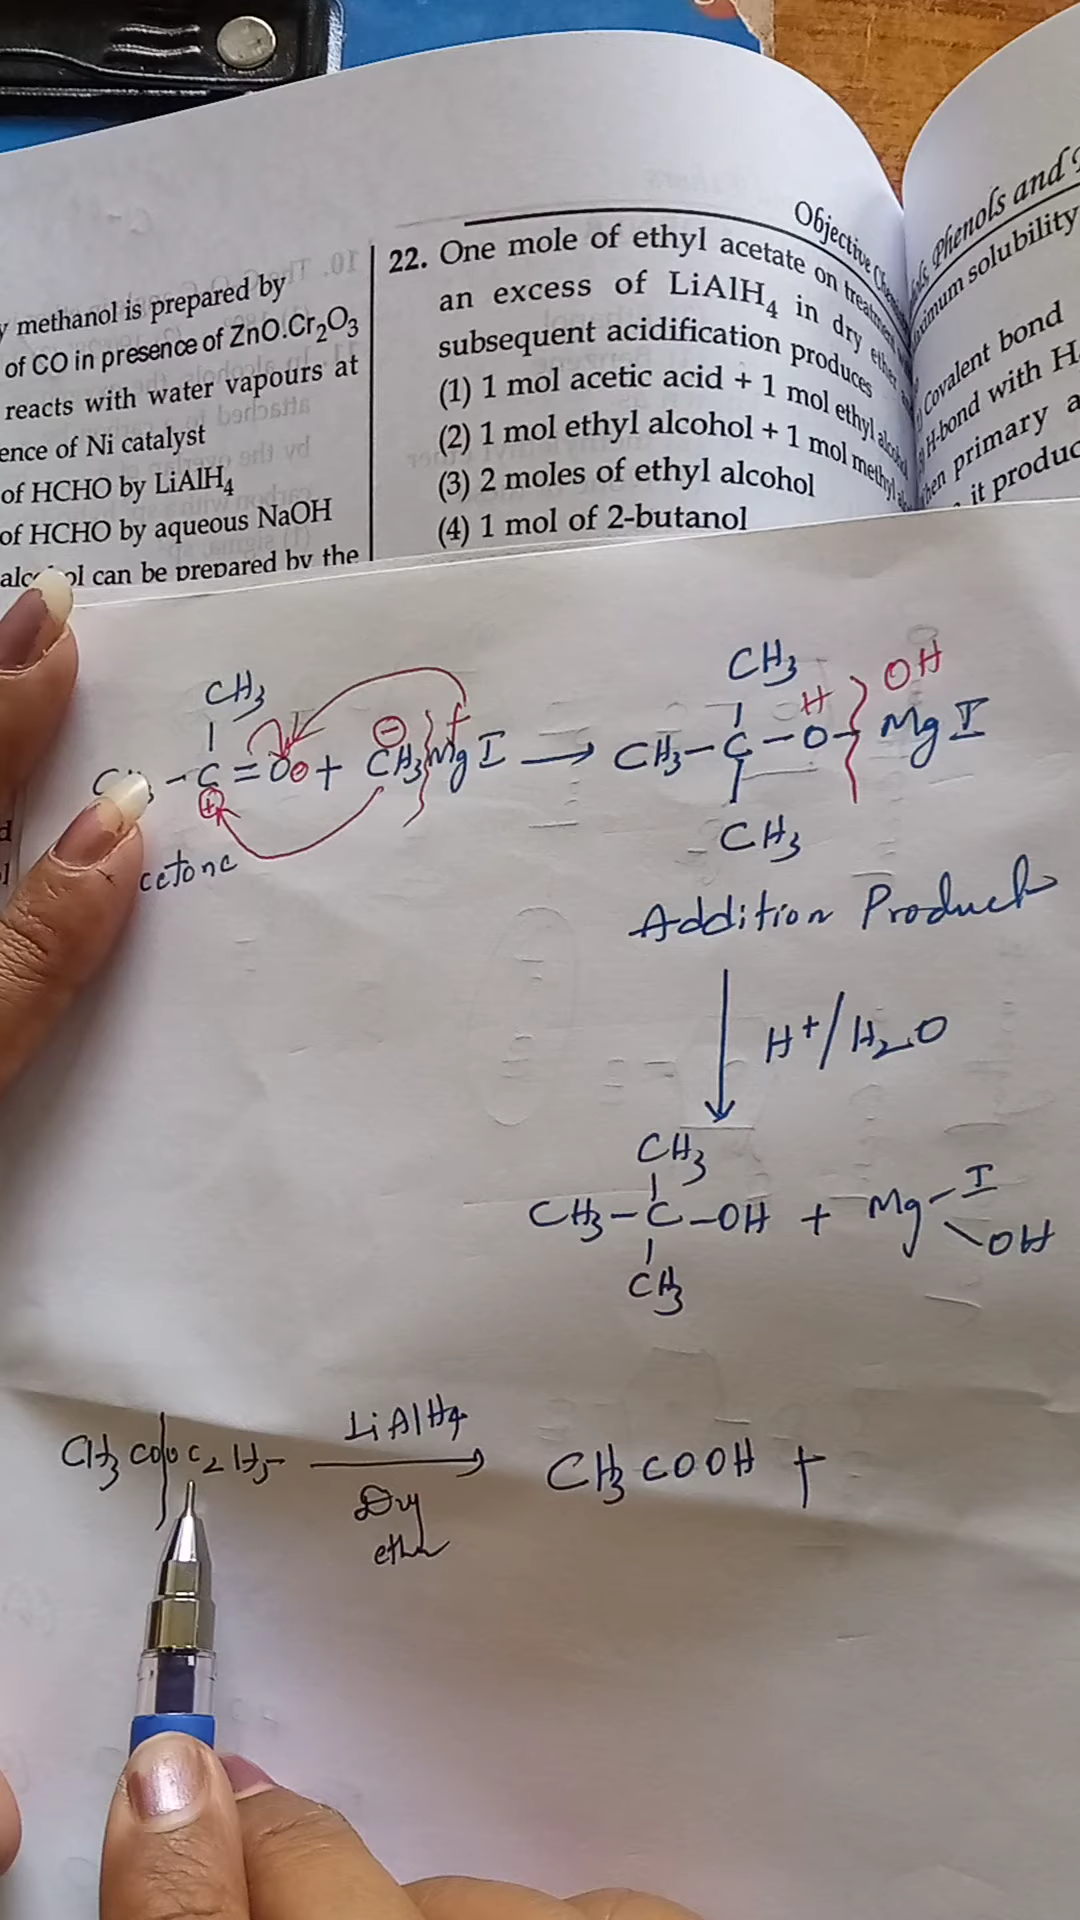 Objective
Phenols and
maximum solubility
Covalent bond
H-bond with H
primary a
it produc
methanol is prepared by
of CO in presence of ZnO.Cr₂O₃
reacts with water vapours at
ence of Ni catalyst
of HCHO by LiAlH₄
of HCHO by aqueous NaOH
can be prepared by the
22. One mole of ethyl acetate on treatment
an excess of LiAlH₄ in dry ether
subsequent acidification produces
(1) 1 mol acetic acid + 1 mol ethyl alcohol
(2) 1 mol ethyl alcohol + 1 mol methyl
(3) 2 moles of ethyl alcohol
(4) 1 mol of 2-butanol
CH₃ CH₃ H OH
– C = O⊖ + CH₃ Mg I → CH₃ – C – O – Mg I
⊕ ⊖
cetone CH₃
Addition Product
H⁺/H₂O
CH₃
CH₃ – C – OH + Mg I
OH
CH₃
CH₃COOC₂H₅ LiAlH₄ → CH₃COOH +
Dry
ether